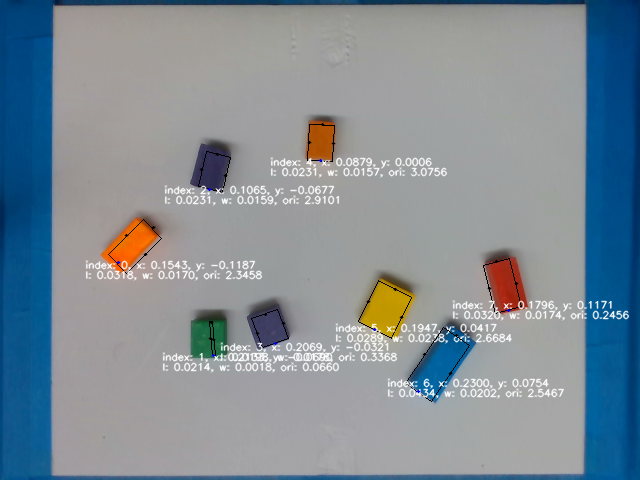 index: 4, x: 0.0879, y: 0.0006
l: 0.0231, w: 0.0157, ori: 3.0756
index: 2, x: 0.1065, y: -0.0677
l: 0.0231, w: 0.0159, ori: 2.9101
index: 0, x: 0.1543, y: -0.1187
l: 0.0318, w: 0.0170, ori: 2.3458
index: 7, x: 0.1796, y: 0.1171
l: 0.0320, w: 0.0174, ori: 0.2456
index: 5, x: 0.1947, y: 0.0417
l: 0.0289, w: 0.0238, ori: 2.6684
index: 3, x: 0.2069, y: -0.0321
ori: 0.3368
index: 1,
l: 0.0214, w: 0.0018, ori: 0.0660
index: 6, x: 0.2300, y: 0.0754
l: 0.0434, w: 0.0202, ori: 2.5467